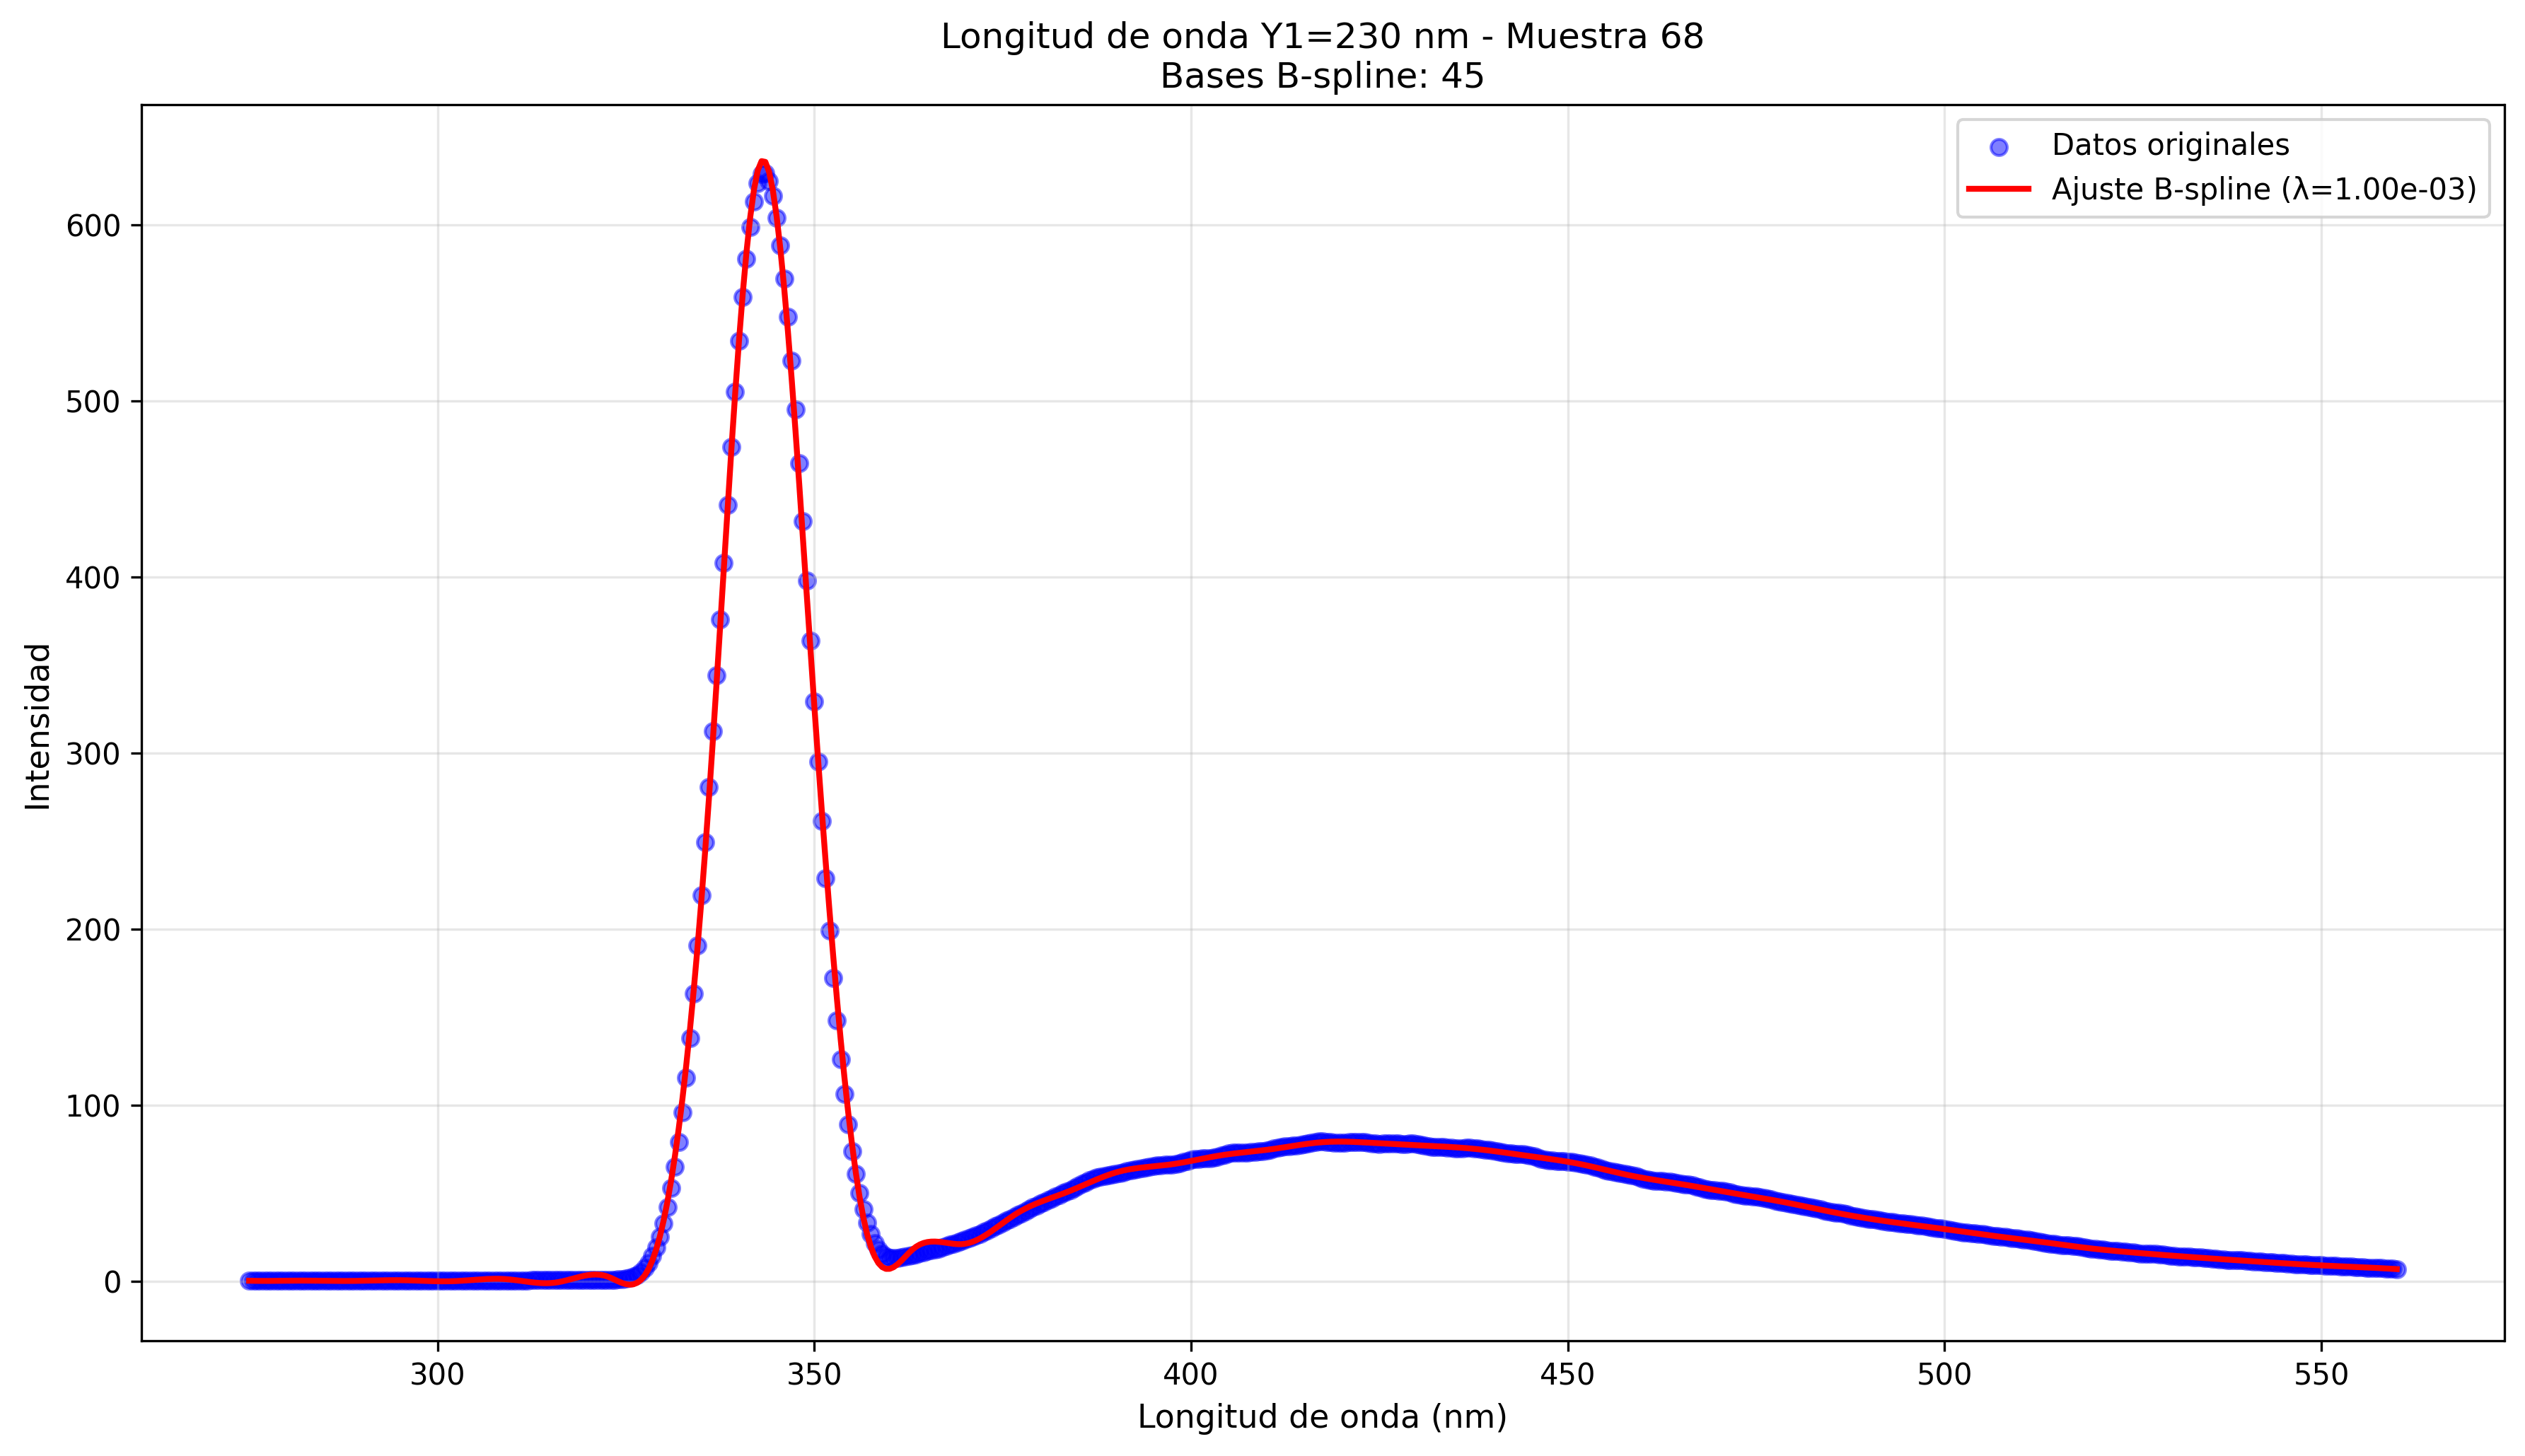 Longitud de onda Y1=230 nm - Muestra 68
Bases B-spline: 45
Datos originales
Ajuste B-spline (λ=1.00e-03)
Intensidad
600
500
400
300
200
100
0
300 350 400 450 500 550
Longitud de onda (nm)